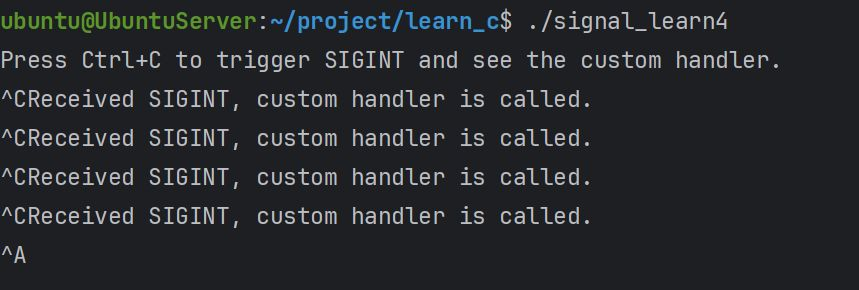 ubuntu@UbuntuServer:~/project/learn_c$ ./signal_learn4
Press Ctrl+C to trigger SIGINT and see the custom handler.
^CReceived SIGINT, custom handler is called.
^CReceived SIGINT, custom handler is called.
^CReceived SIGINT, custom handler is called.
^CReceived SIGINT, custom handler is called.
^A